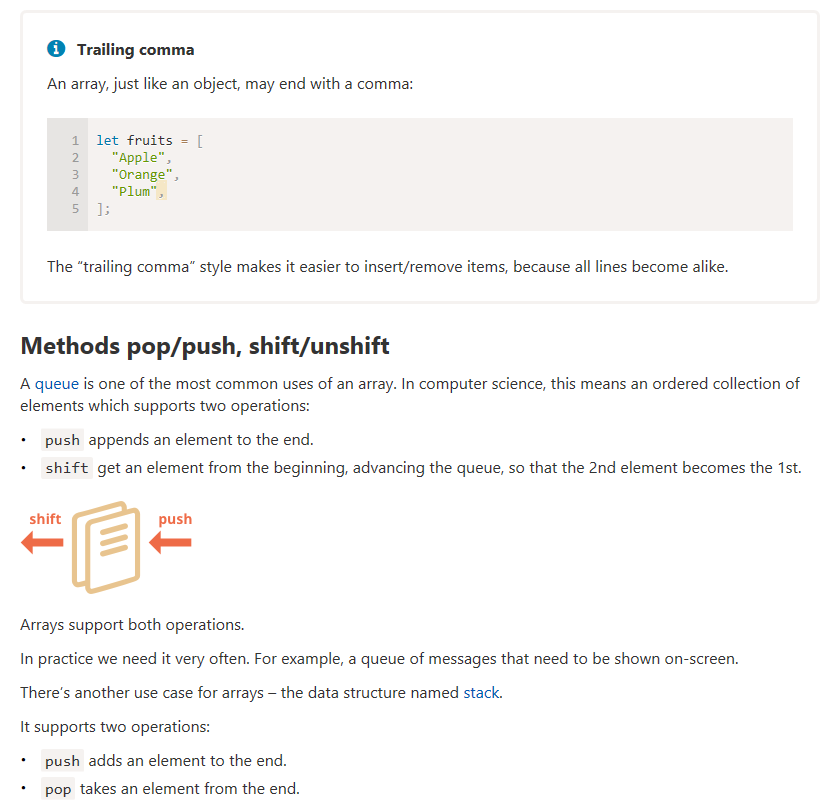 Trailing comma
An array, just like an object, may end with a comma:
1 let fruits = [
2   "Apple",
3   "Orange",
4   "Plum",
5 ];
The “trailing comma” style makes it easier to insert/remove items, because all lines become alike.
Methods pop/push, shift/unshift
A queue is one of the most common uses of an array. In computer science, this means an ordered collection of
elements which supports two operations:
• push appends an element to the end.
• shift get an element from the beginning, advancing the queue, so that the 2nd element becomes the 1st.
shift push
Arrays support both operations.
In practice we need it very often. For example, a queue of messages that need to be shown on-screen.
There’s another use case for arrays – the data structure named stack.
It supports two operations:
• push adds an element to the end.
• pop takes an element from the end.